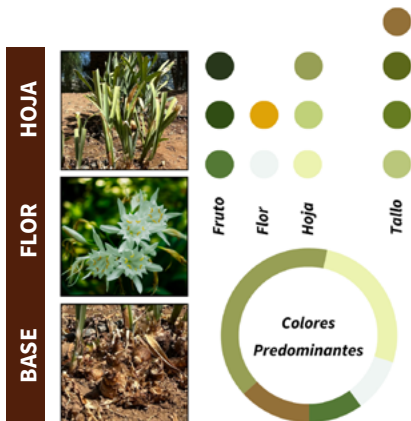 HOJA
FLOR
BASE
Fruto
Flor
Hoja
Tallo
Colores
Predominantes